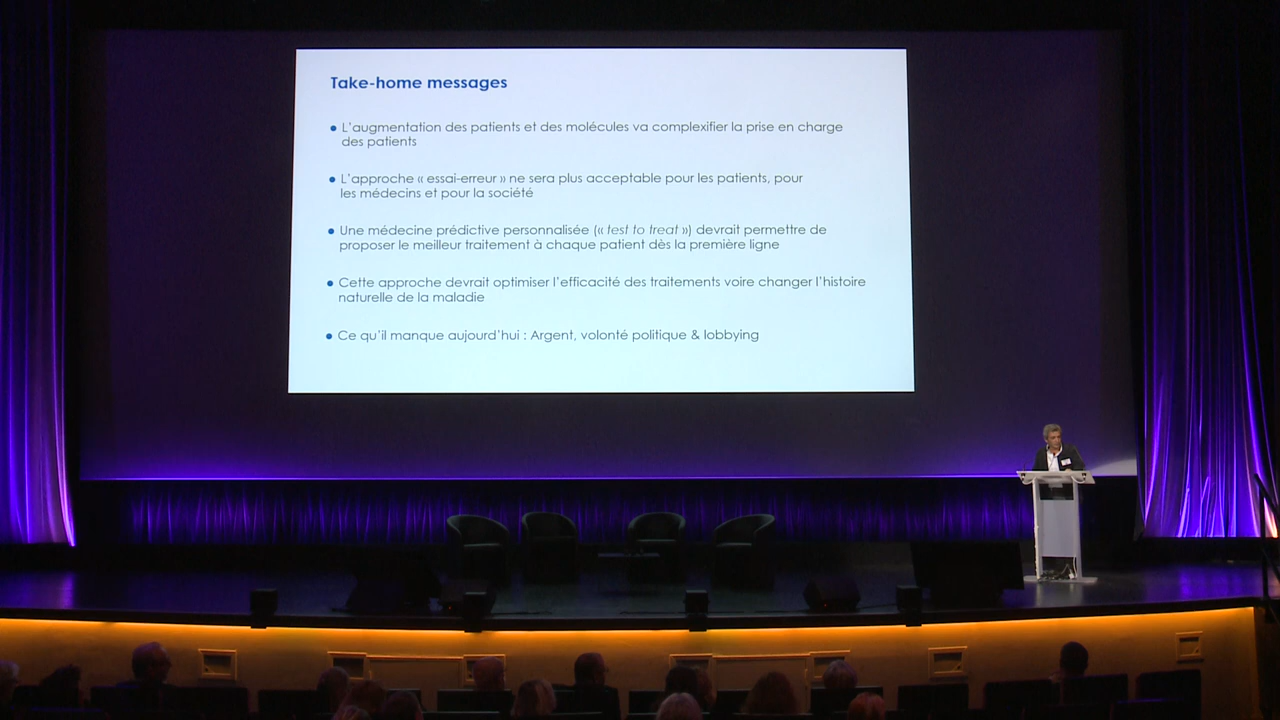 Take-home messages
● L'augmentation des patients et des molécules va complexifier la prise en charge
des patients
● L'approche « essai-erreur » ne sera plus acceptable pour les patients, pour
les médecins et pour la société
● Une médecine prédictive personnalisée (« test to treat ») devrait permettre de
proposer le meilleur traitement à chaque patient dès la première ligne
● Cette approche devrait optimiser l'efficacité des traitements voire changer l'histoire
naturelle de la maladie
● Ce qu'il manque aujourd'hui : Argent, volonté politique & lobbying